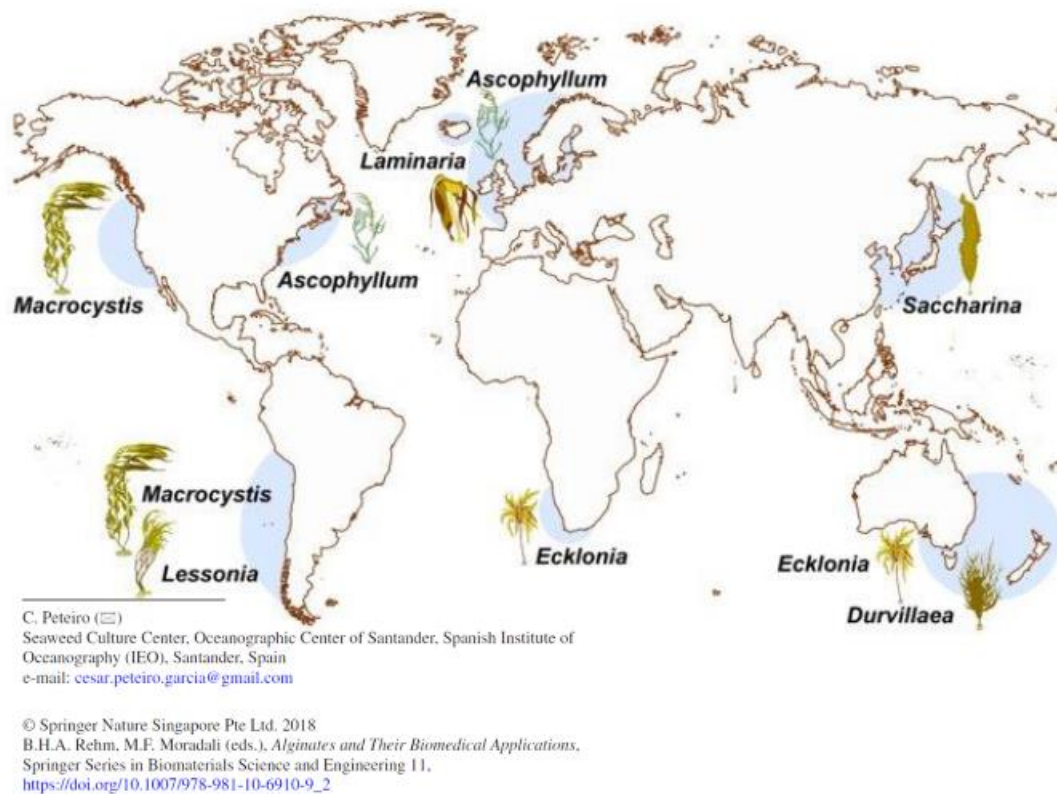 Ascophyllum
Laminaria
Macrocystis
Ascophyllum
Saccharina
Macrocystis
Lessonia
Ecklonia
Ecklonia
Durvillaea
C. Peteiro (✉)
Seaweed Culture Center, Oceanographic Center of Santander, Spanish Institute of
Oceanography (IEO), Santander, Spain
e-mail: cesar.peteiro.garcia@gmail.com
© Springer Nature Singapore Pte Ltd. 2018
B.H.A. Rehm, M.F. Moradali (eds.), Alginates and Their Biomedical Applications,
Springer Series in Biomaterials Science and Engineering 11,
https://doi.org/10.1007/978-981-10-6910-9_2